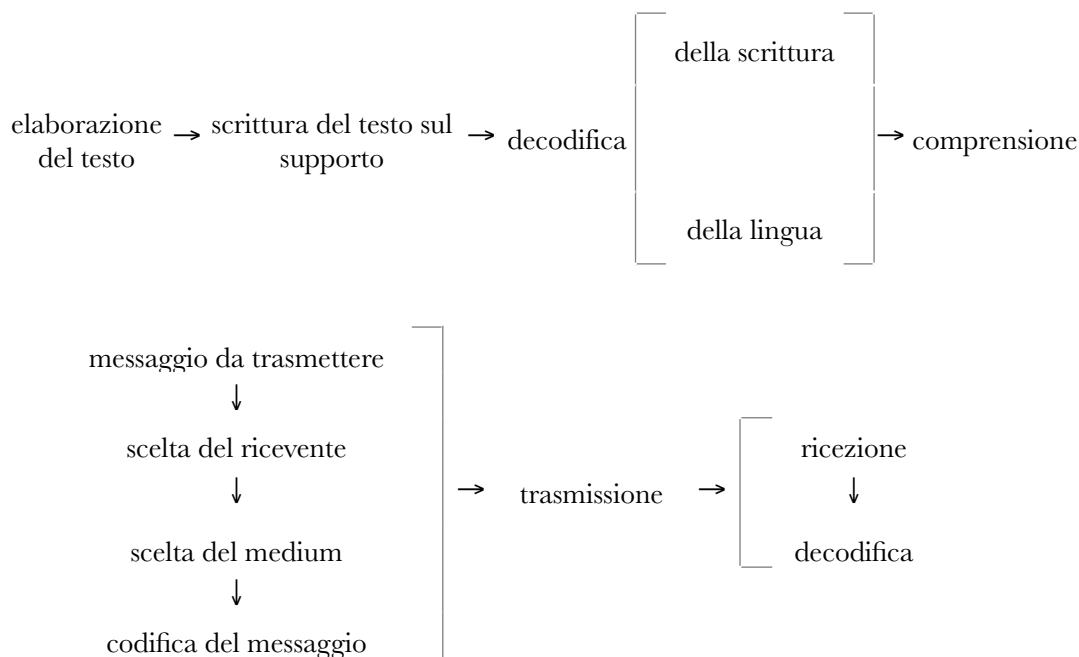 della scrittura
elaborazione → scrittura del testo sul → decodifica → comprensione
del testo supporto
della lingua
messaggio da trasmettere
↓
scelta del ricevente
↓
scelta del medium
↓
codifica del messaggio
→ trasmissione →
ricezione
↓
decodifica